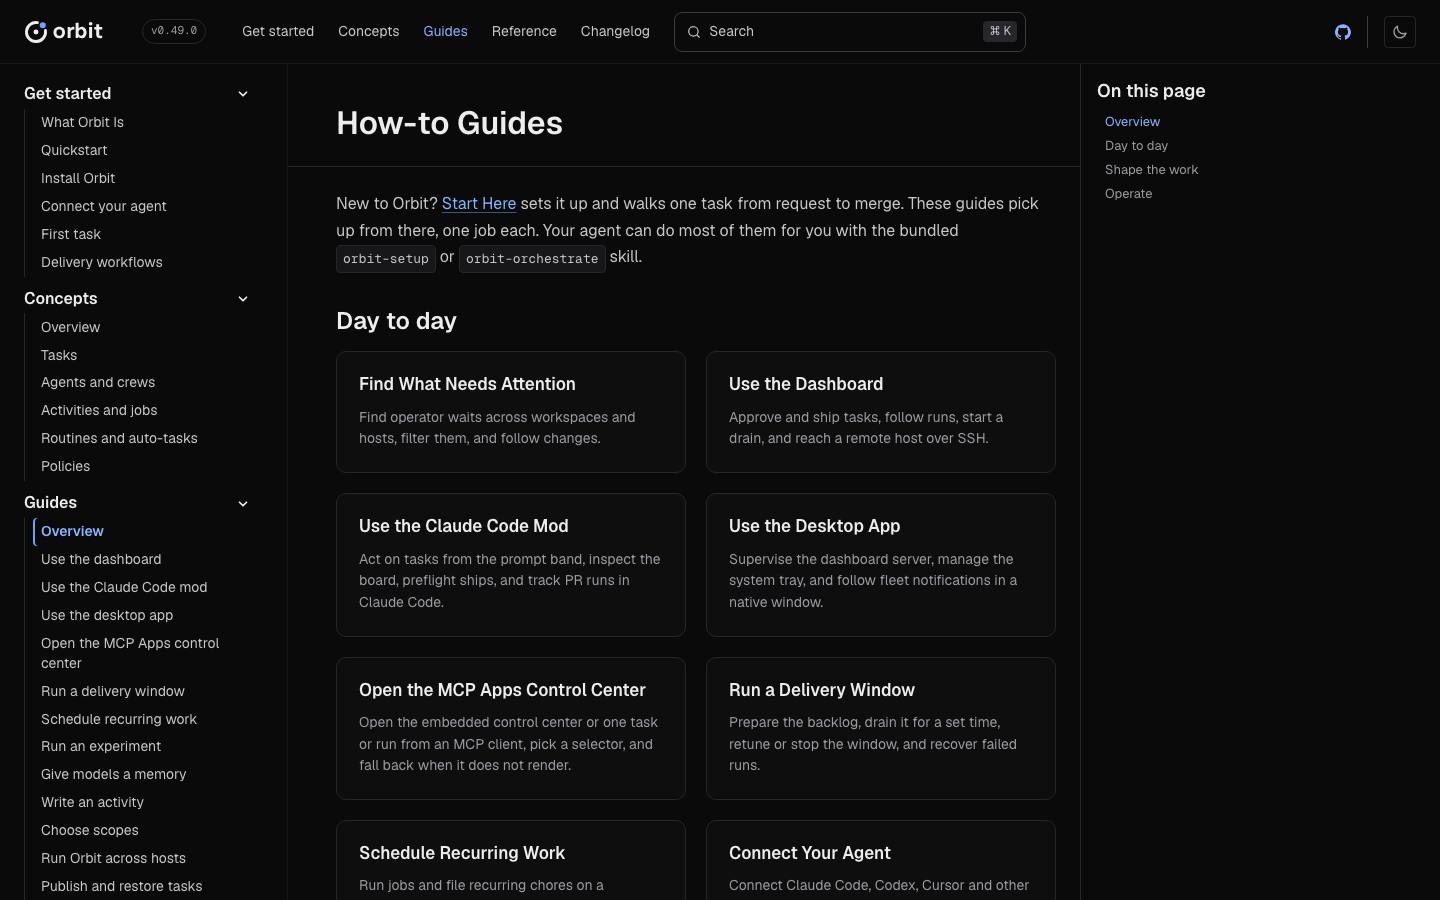 orbit
v0.49.0
Get started
Concepts
Guides
Reference
Changelog
Search
⌘ K
Get started
What Orbit Is
Quickstart
Install Orbit
Connect your agent
First task
Delivery workflows
Concepts
Overview
Tasks
Agents and crews
Activities and jobs
Routines and auto-tasks
Policies
Guides
Overview
Use the dashboard
Use the Claude Code mod
Use the desktop app
Open the MCP Apps control
center
Run a delivery window
Schedule recurring work
Run an experiment
Give models a memory
Write an activity
Choose scopes
Run Orbit across hosts
Publish and restore tasks
How-to Guides
New to Orbit? Start Here sets it up and walks one task from request to merge. These guides pick
up from there, one job each. Your agent can do most of them for you with the bundled
orbit-setup or orbit-orchestrate skill.
Day to day
Find What Needs Attention
Find operator waits across workspaces and
hosts, filter them, and follow changes.
Use the Dashboard
Approve and ship tasks, follow runs, start a
drain, and reach a remote host over SSH.
Use the Claude Code Mod
Act on tasks from the prompt band, inspect the
board, preflight ships, and track PR runs in
Claude Code.
Use the Desktop App
Supervise the dashboard server, manage the
system tray, and follow fleet notifications in a
native window.
Open the MCP Apps Control Center
Open the embedded control center or one task
or run from an MCP client, pick a selector, and
fall back when it does not render.
Run a Delivery Window
Prepare the backlog, drain it for a set time,
retune or stop the window, and recover failed
runs.
Schedule Recurring Work
Run jobs and file recurring chores on a
Connect Your Agent
Connect Claude Code, Codex, Cursor and other
On this page
Overview
Day to day
Shape the work
Operate